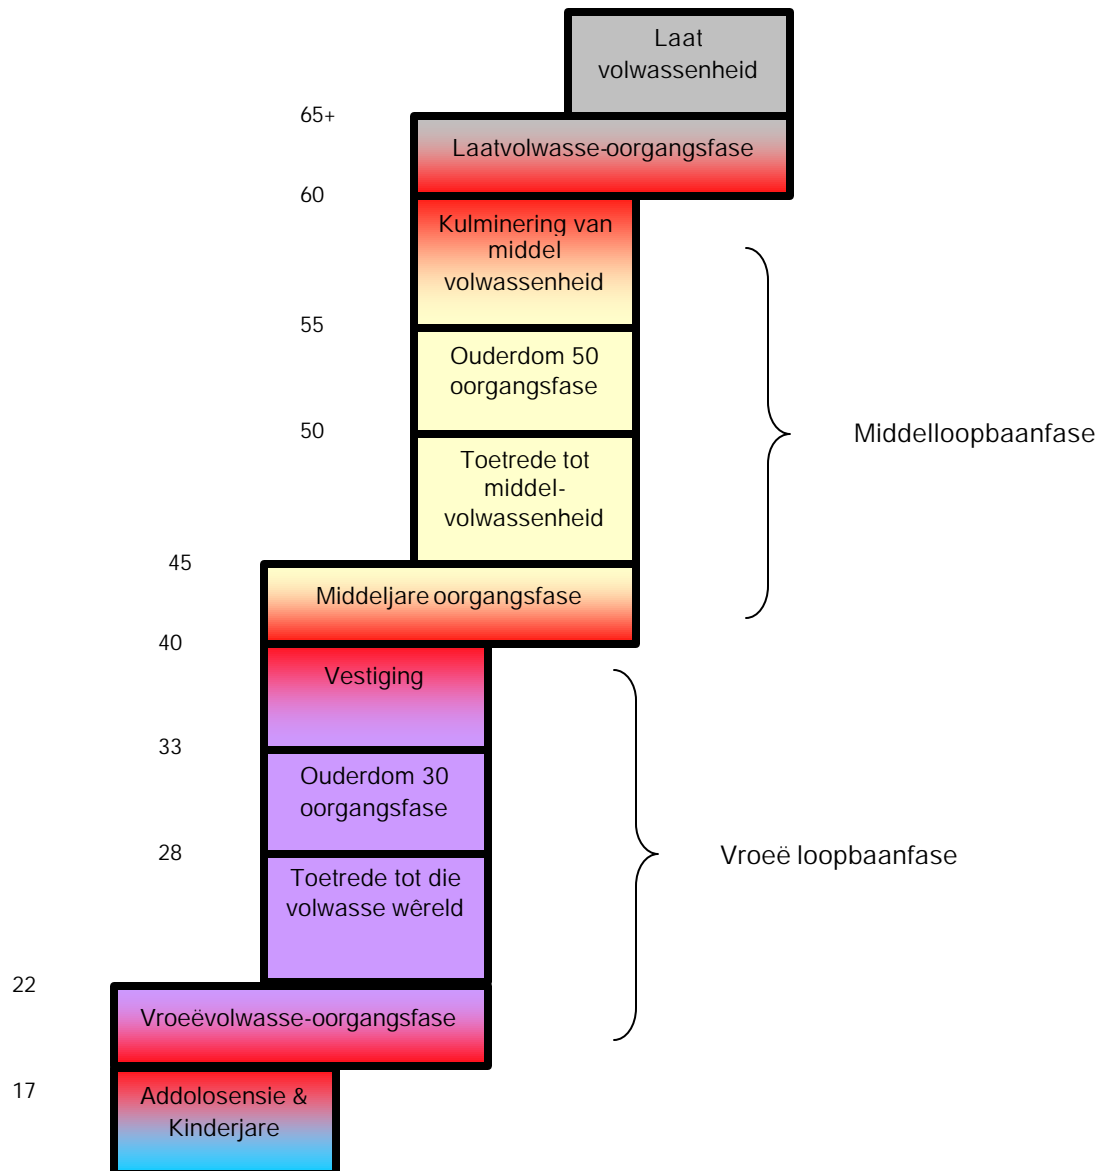 Laat
volwassenheid
65+
Laatvolwasse-oorgangsfase
60
Kulminering van
middel
volwassenheid
55
Ouderdom 50
oorgangsfase
50
Middelloopbaanfase
Toetrede tot
middel-
volwassenheid
45
Middeljare oorgangsfase
40
Vestiging
33
Ouderdom 30
oorgangsfase
28
Vroeë loopbaanfase
Toetrede tot die
volwasse wêreld
22
Vroeëvolwasse-oorgangsfase
17
Addolosensie &
Kinderjare